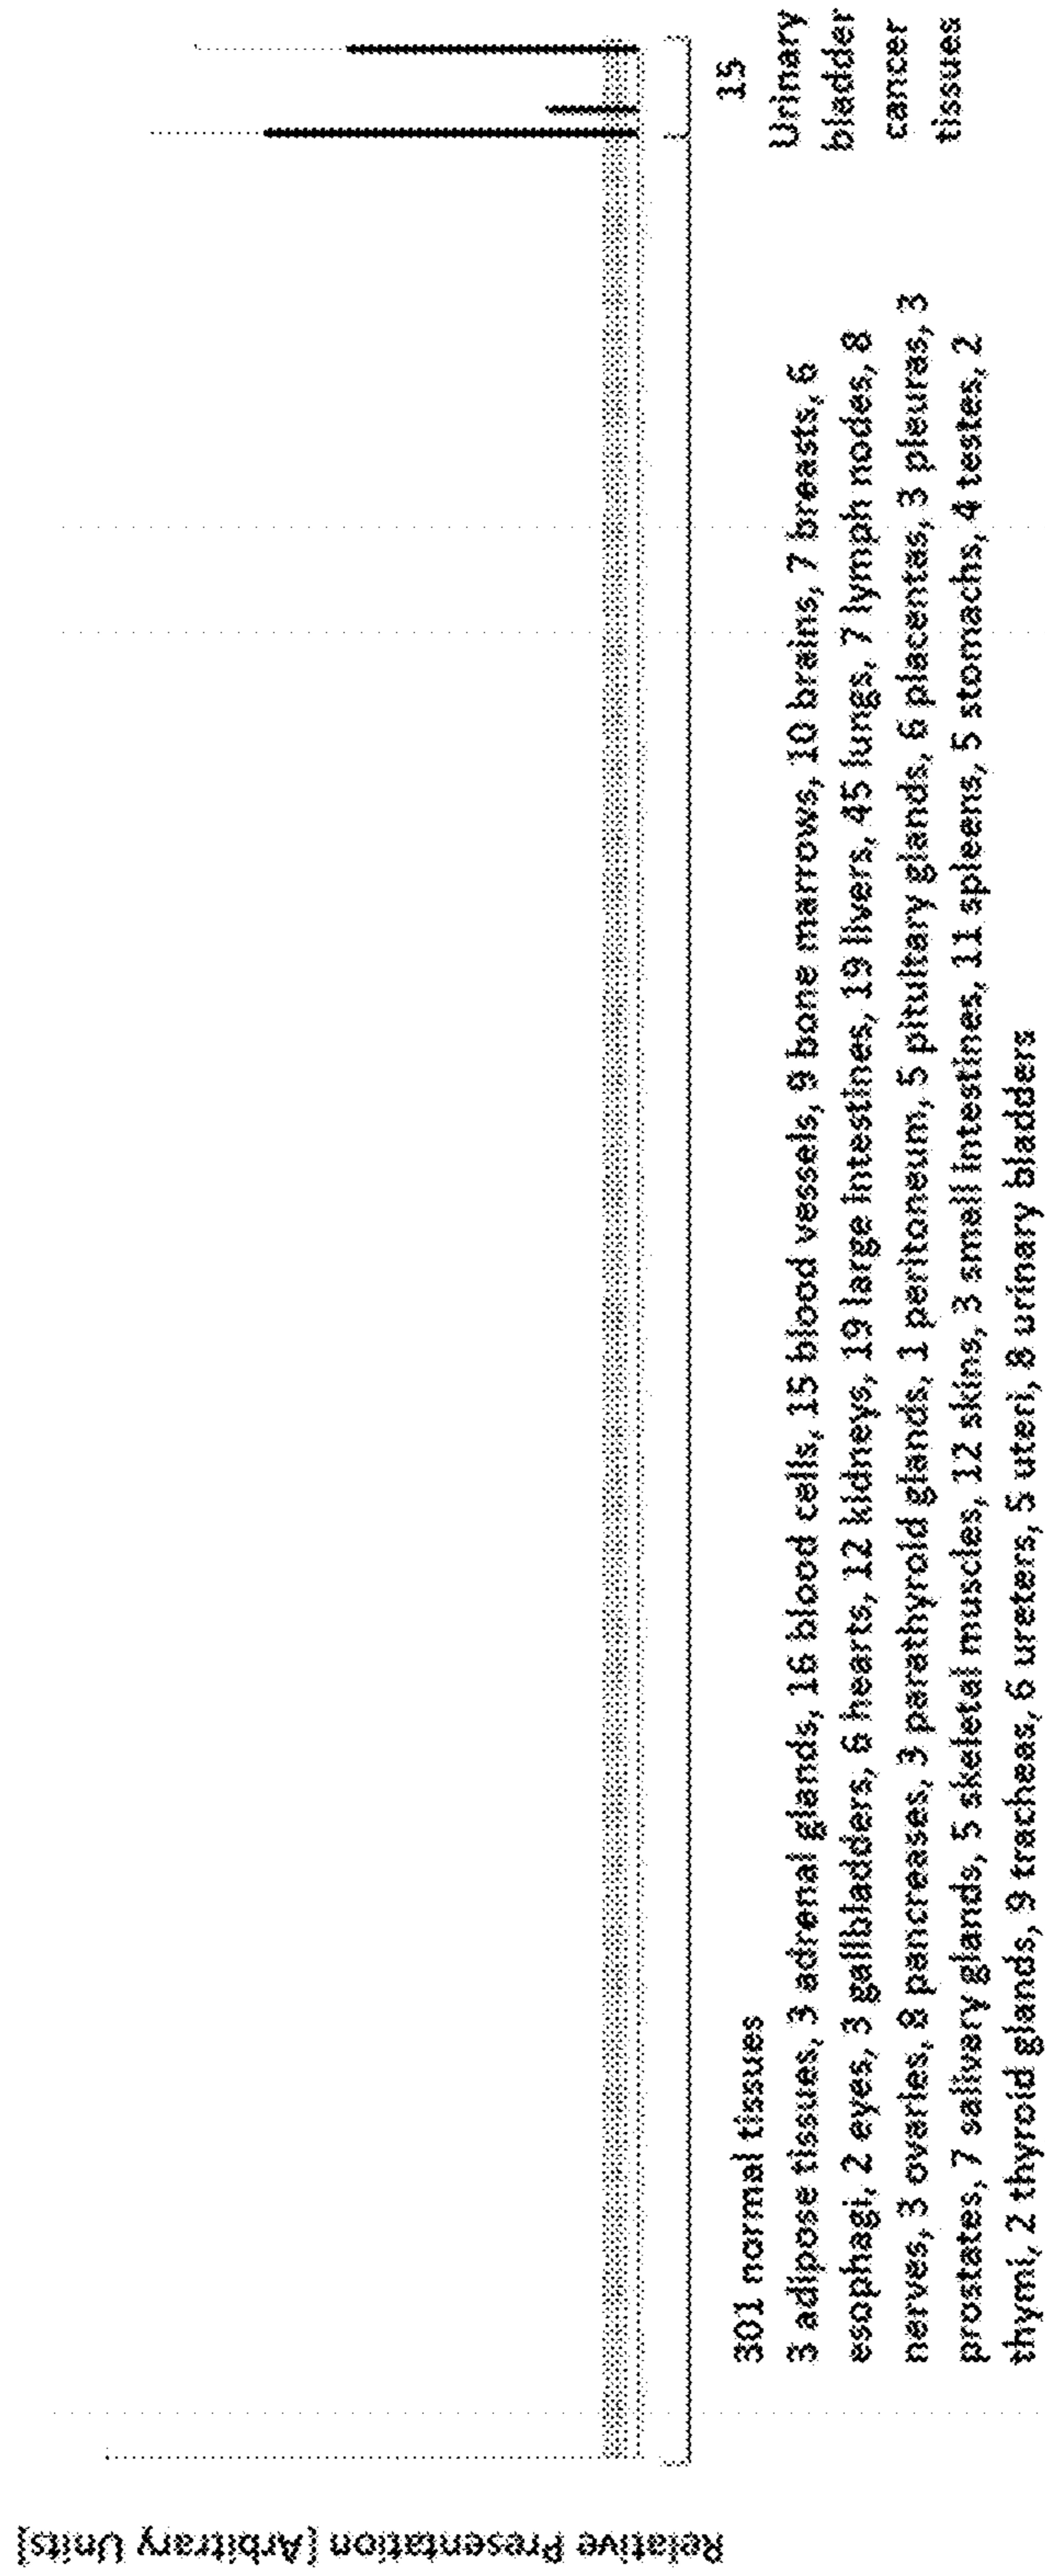 Relative Presentation [Arbitrary Units]
301 normal tissues
3 adipose tissues, 3 adrenal glands, 16 blood cells, 15 blood vessels, 9 bone marrows, 10 brains, 7 breasts, 6
esophagi, 2 eyes, 3 gallbladders, 6 hearts, 12 kidneys, 19 large intestines, 19 livers, 45 lungs, 7 lymph nodes, 8
nerves, 3 ovaries, 8 pancreases, 3 parathyroid glands, 1 peritoneum, 5 pituitary glands, 6 placentas, 3 pleuras, 3
prostates, 7 salivery glands, 5 skeletal muscles, 12 skins, 3 small intestines, 11 spleens, 5 stomachs, 4 testes, 2
thymi, 2 thyroid glands, 9 tracheas, 6 ureters, 5 uteri, 8 urinary bladders
15
Urinary
bladder
cancer
tissues